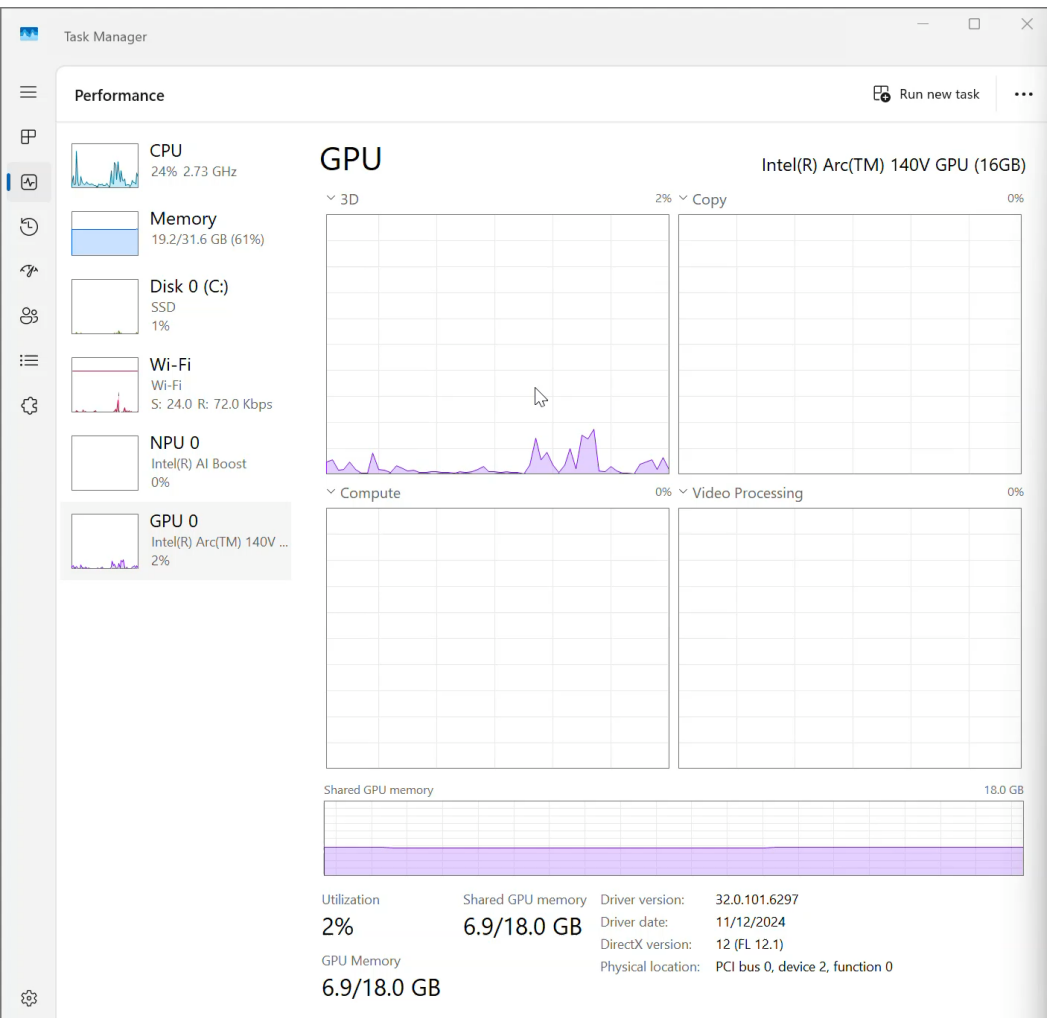 Task Manager
Performance
Run new task
CPU
24% 2.73 GHz
Memory
19.2/31.6 GB (61%)
Disk 0 (C:)
SSD
1%
Wi-Fi
Wi-Fi
S: 24.0 R: 72.0 Kbps
NPU 0
Intel(R) AI Boost
0%
GPU 0
Intel(R) Arc(TM) 140V ...
2%
GPU
Intel(R) Arc(TM) 140V GPU (16GB)
3D 2%
Copy 0%
Compute 0%
Video Processing 0%
Shared GPU memory 18.0 GB
Utilization
2%
Shared GPU memory
6.9/18.0 GB
GPU Memory
6.9/18.0 GB
Driver version: 32.0.101.6297
Driver date: 11/12/2024
DirectX version: 12 (FL 12.1)
Physical location: PCI bus 0, device 2, function 0